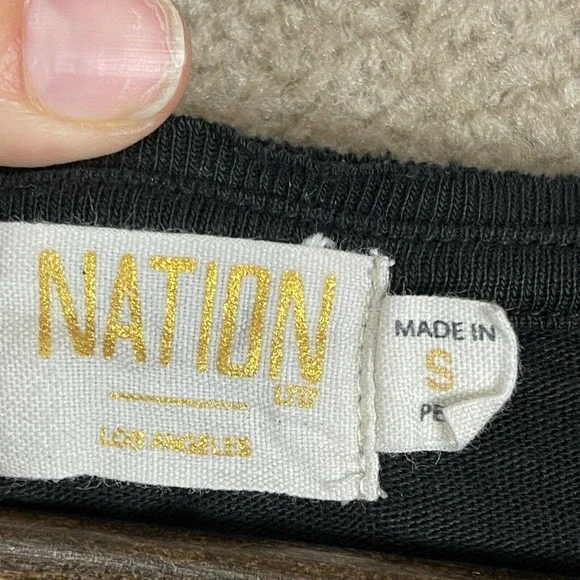 NATION
LTD
LOS ANGELES
MADE IN
S
PE